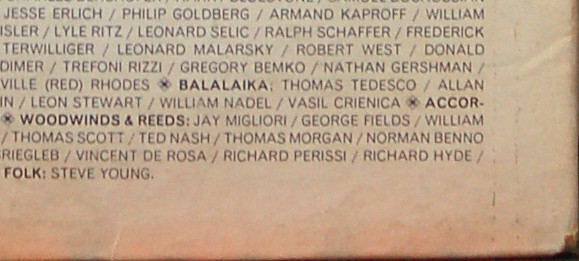 JESSE ERLICH / PHILIP GOLDBERG / ARMAND KAPROFF / WILLIAM
ISLER / LYLE RITZ / LEONARD SELIC / RALPH SCHAFFER / FREDERICK
TERWILLIGER / LEONARD MALARSKY / ROBERT WEST / DONALD
DIMER / TREFONI RIZZI / GREGORY BEMKO / NATHAN GERSHMAN /
VILLE (RED) RHODES ※ BALALAIKA; THOMAS TEDESCO / ALLAN
IN / LEON STEWART / WILLIAM NADEL / VASIL CRIENICA ※ ACCOR-
※ WOODWINDS & REEDS: JAY MIGLIORI / GEORGE FIELDS / WILLIAM
/ THOMAS SCOTT / TED NASH / THOMAS MORGAN / NORMAN BENNO
RIEGLEB / VINCENT DE ROSA / RICHARD PERISSI / RICHARD HYDE /
FOLK: STEVE YOUNG.